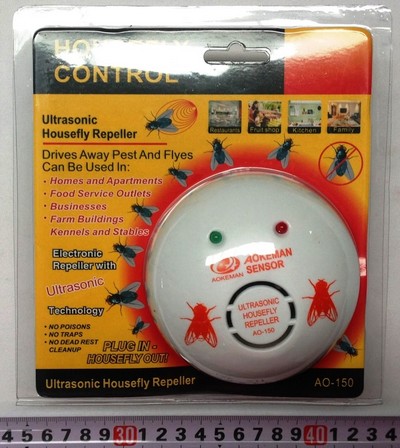 HOUSEFLY
CONTROL
Ultrasonic
Housefly Repeller
Restaurants Fruit shop Kitchen Family
Drives Away Pest And Flyes
Can Be Used In:
• Homes and Apartments
• Food Service Outlets
• Businesses
• Farm Buildings
Kennels and Stables
Electronic
Repeller with
Ultrasonic
Technology
• NO POISONS
• NO TRAPS
• NO DEAD REST
CLEANUP
PLUG IN -
HOUSEFLY OUT!
AOKEMAN
AOKEMAN
SENSOR
ULTRASONIC
HOUSEFLY
REPELLER
AO-150
Ultrasonic Housefly Repeller AO-150
4 5 6 7 8 9 30 1 2 3 4 5 6 7 8 9 40 1 2 3 4